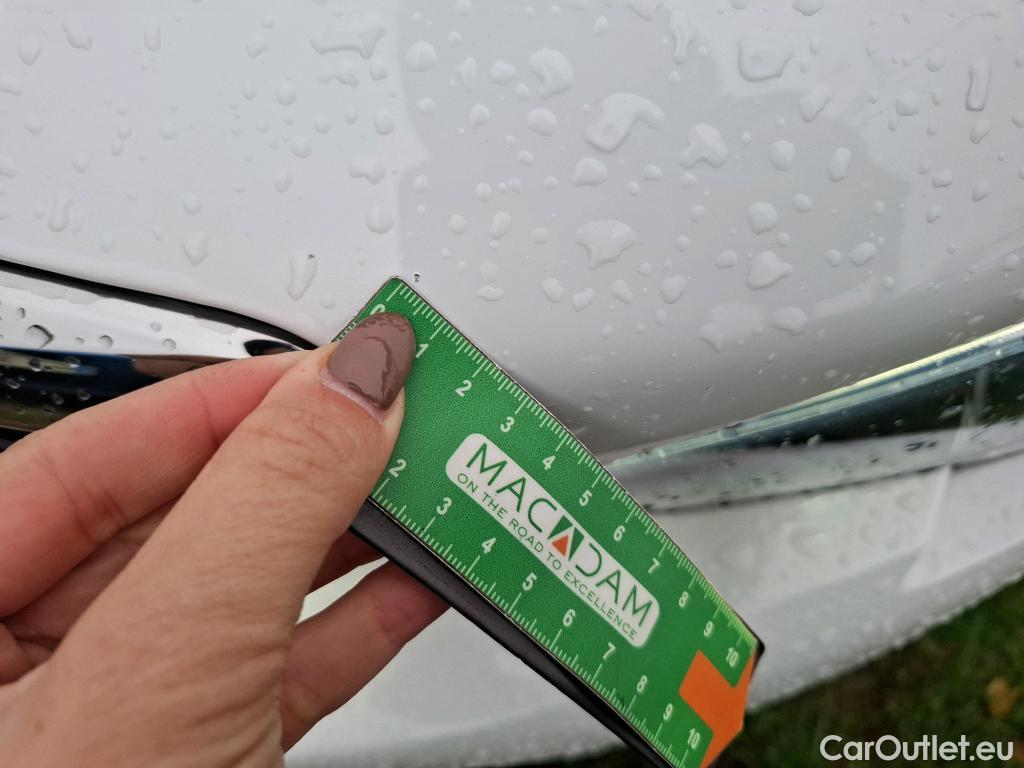 0 1 2 3 4 5 6 7 8 9 10
MACADAM
ON THE ROAD TO EXCELLENCE
2 3 4 5 6 7 8 9 10
CarOutlet.eu